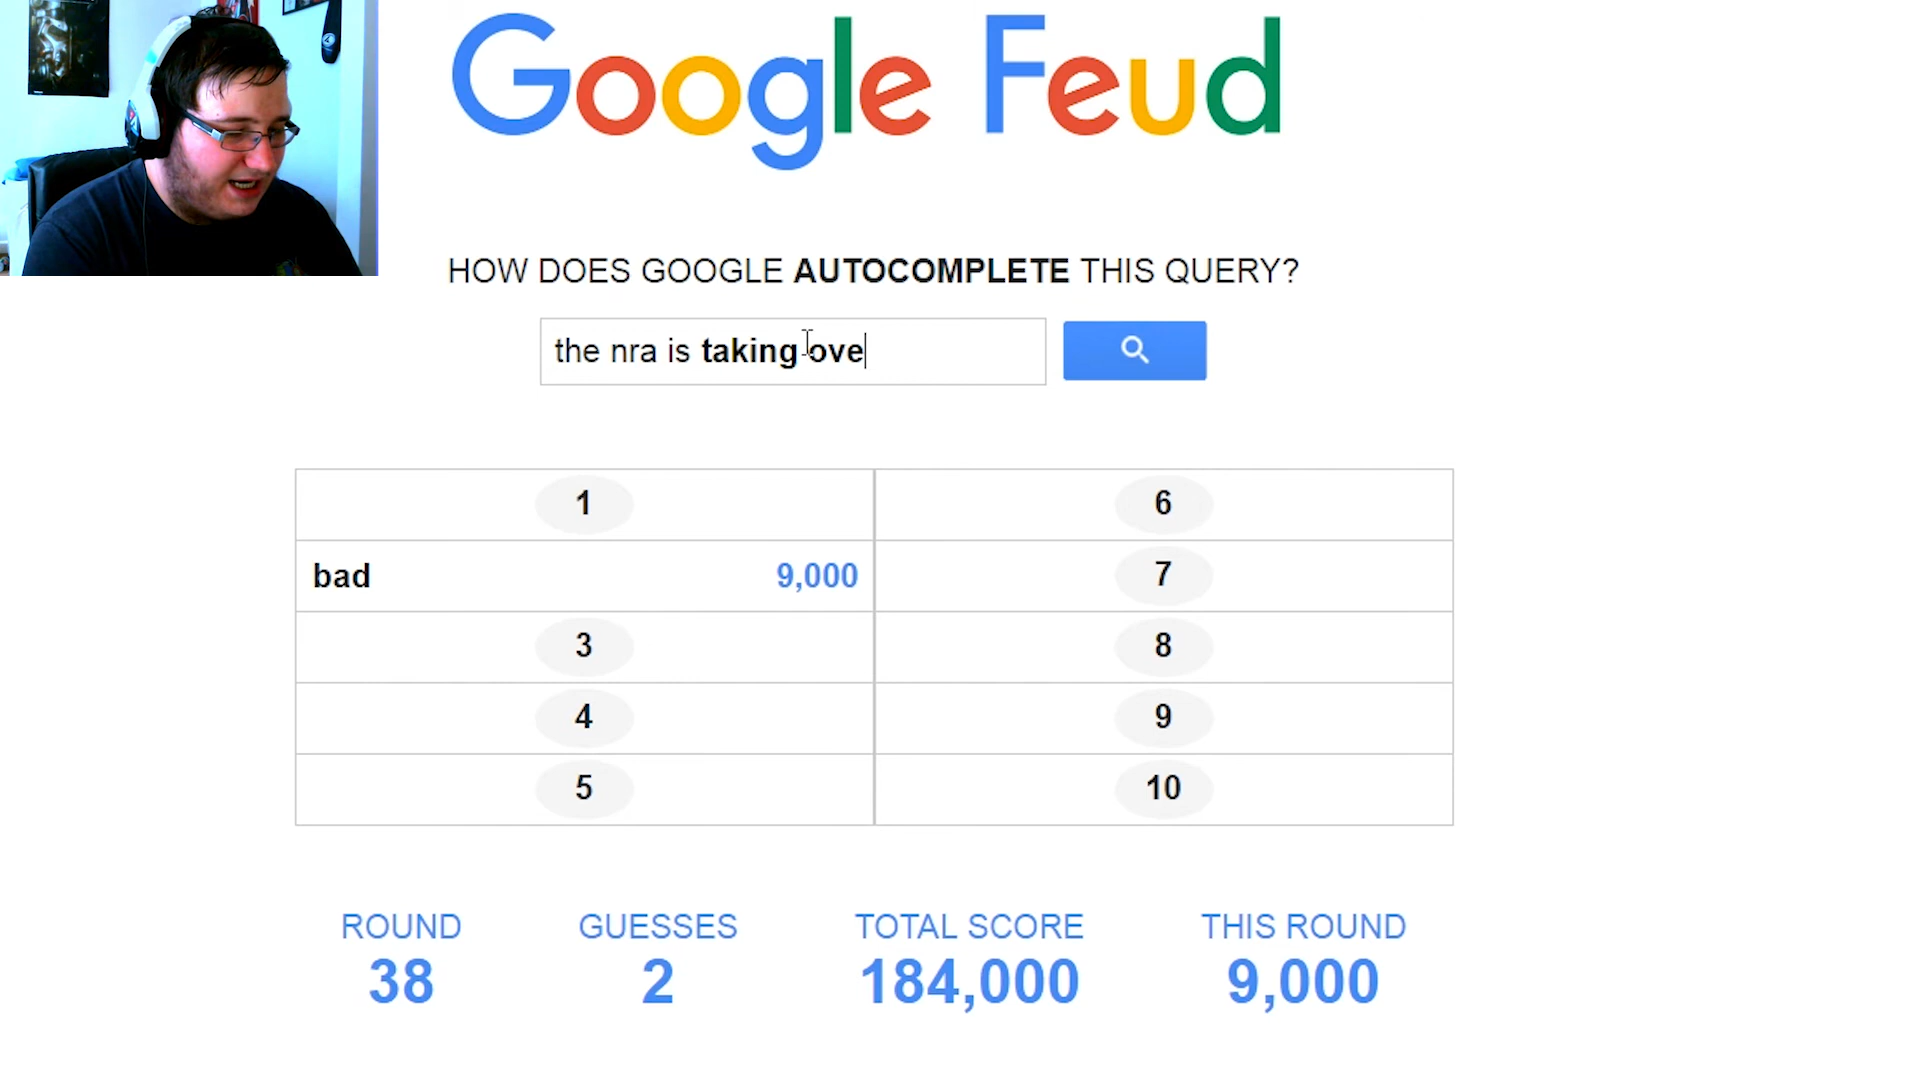 Google Feud
HOW DOES GOOGLE AUTOCOMPLETE THIS QUERY?
the nra is taking ove
1
6
bad 9,000
7
3
8
4
9
5
10
ROUND GUESSES TOTAL SCORE THIS ROUND
38 2 184,000 9,000